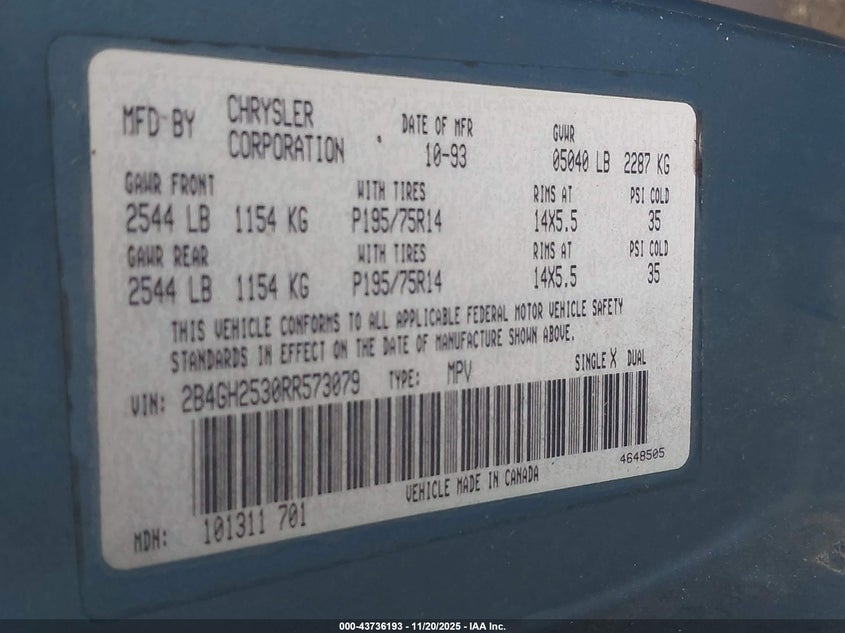 MFD BY CHRYSLER CORPORATION DATE OF MFR 10-93 GVWR 05040 LB 2287 KG
GAWR FRONT WITH TIRES RIMS AT PSI COLD
2544 LB 1154 KG P195/75R14 14X5.5 35
GAWR REAR WITH TIRES RIMS AT PSI COLD
2544 LB 1154 KG P195/75R14 14X5.5 35
THIS VEHICLE CONFORMS TO ALL APPLICABLE FEDERAL MOTOR VEHICLE SAFETY
STANDARDS IN EFFECT ON THE DATE OF MANUFACTURE SHOWN ABOVE.
SINGLE X DUAL
VIN: 2B4GH2530RR573079 TYPE: MPV
4648505
VEHICLE MADE IN CANADA
MDH: 101311 701
000-43736193 - 11/20/2025 - IAA Inc.